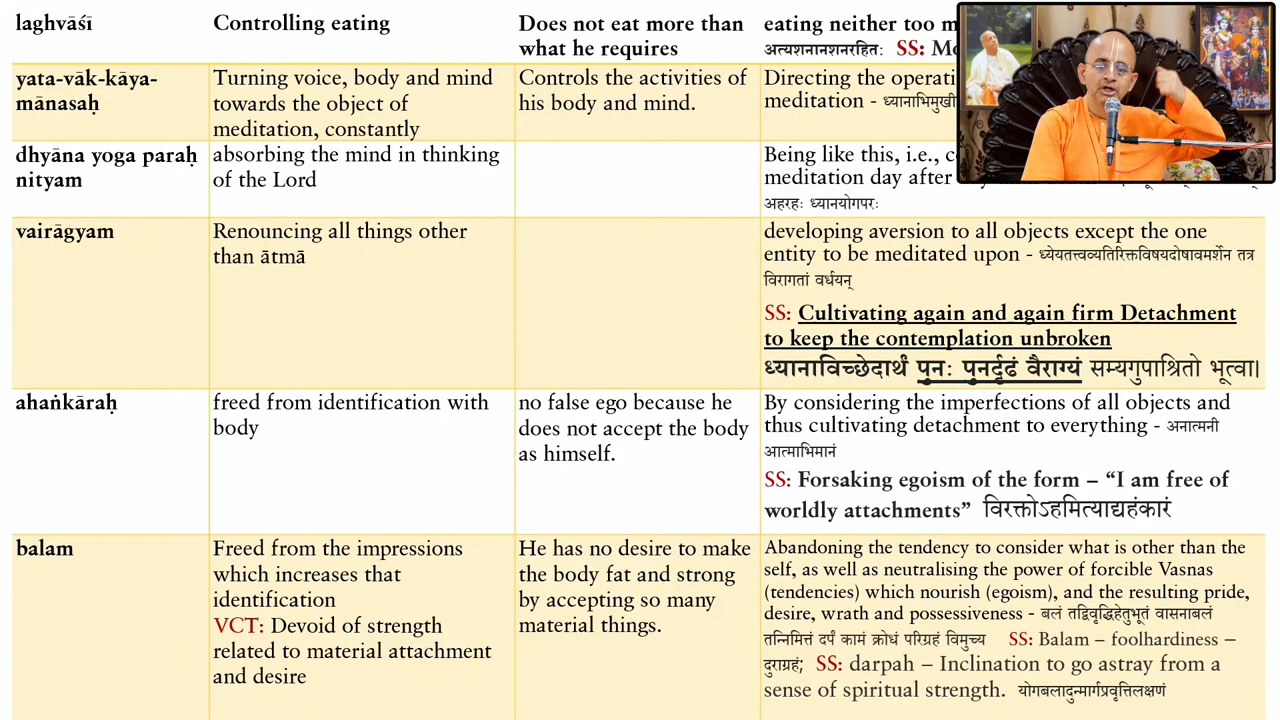 laghvāśī
Controlling eating
Does not eat more than
what he requires
eating neither too
अत्यशनानशनरहितः SS:
yata-vāk-kāya-
mānasaḥ
Turning voice, body and mind
towards the object of
meditation, constantly
Controls the activities of
his body and mind.
Directing the
meditation -
dhyāna yoga paraḥ
nityam
absorbing the mind in thinking
of the Lord
Being like this, i.e.,
meditation day after
अहरहः ध्यानयोगपरः
vairāgyam
Renouncing all things other
than ātmā
developing aversion to all objects except the one
entity to be meditated upon - ध्येयतत्त्वव्यतिरिक्तविषयदोषावमर्शेन तत्र
विरागतां वर्धयन्
SS: Cultivating again and again firm Detachment
to keep the contemplation unbroken
ध्यानाविच्छेदार्थं पुनः पुनर्दृढं वैराग्यं सम्यगुपाश्रितो भूत्वा।
ahaṅkāraḥ
freed from identification with
body
no false ego because he
does not accept the body
as himself.
By considering the imperfections of all objects and
thus cultivating detachment to everything - अनात्मनी
आत्माभिमानं
SS: Forsaking egoism of the form – “I am free of
worldly attachments” विरक्तोऽहमित्याद्यहंकारं
balam
Freed from the impressions
which increases that
identification
VCT: Devoid of strength
related to material attachment
and desire
He has no desire to make
the body fat and strong
by accepting so many
material things.
Abandoning the tendency to consider what is other than the
self, as well as neutralising the power of forcible Vasnas
(tendencies) which nourish (egoism), and the resulting pride,
desire, wrath and possessiveness - बलं तद्विवृद्धिहेतुभूतं वासनाबलं
तन्निमित्तं दर्पं कामं क्रोधं परिग्रहं विमुच्य SS: Balam – foolhardiness –
दुराग्रहं; SS: darpah – Inclination to go astray from a
sense of spiritual strength. योगबलादुन्मार्गप्रवृत्तिलक्षणं